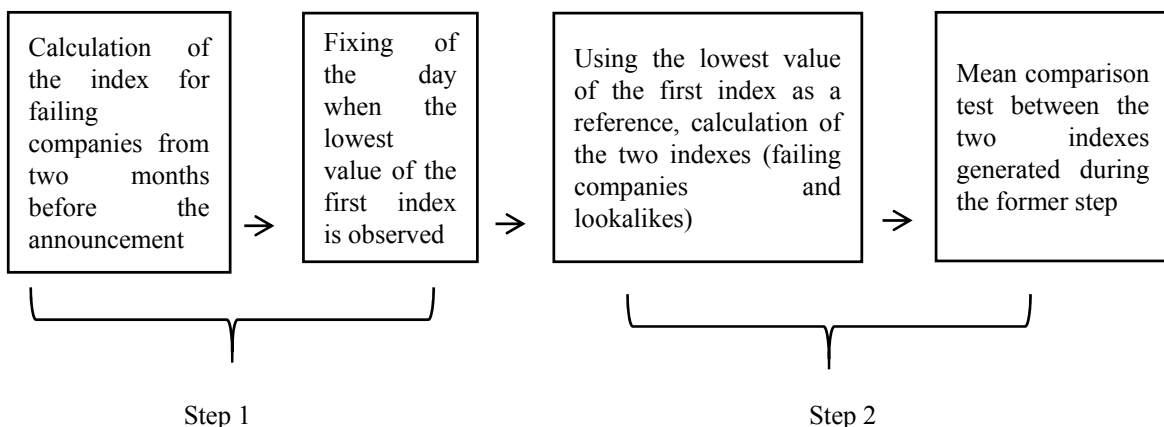 Calculation of
the index for
failing
companies from
two months
before the
announcement
Fixing of
the day
when the
lowest
value of the
first index
is observed
Using the lowest value
of the first index as a
reference, calculation of
the two indexes (failing
companies and
lookalikes)
Mean comparison
test between the
two indexes
generated during
the former step
Step 1
Step 2